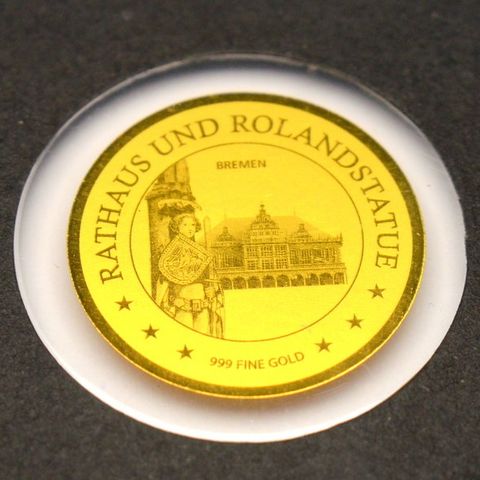 RATHAUS UND ROLANDSTATUE
BREMEN
999 FINE GOLD